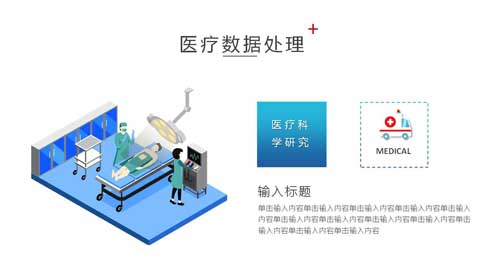 医疗数据处理
医疗科
学研究
MEDICAL
输入标题
单击输入内容单击输入内容单击输入内容单击输入内容单击输入
内容单击输入内容单击输入内容单击输入内容单击输入内容单击
输入内容单击输入内容单击输入内容